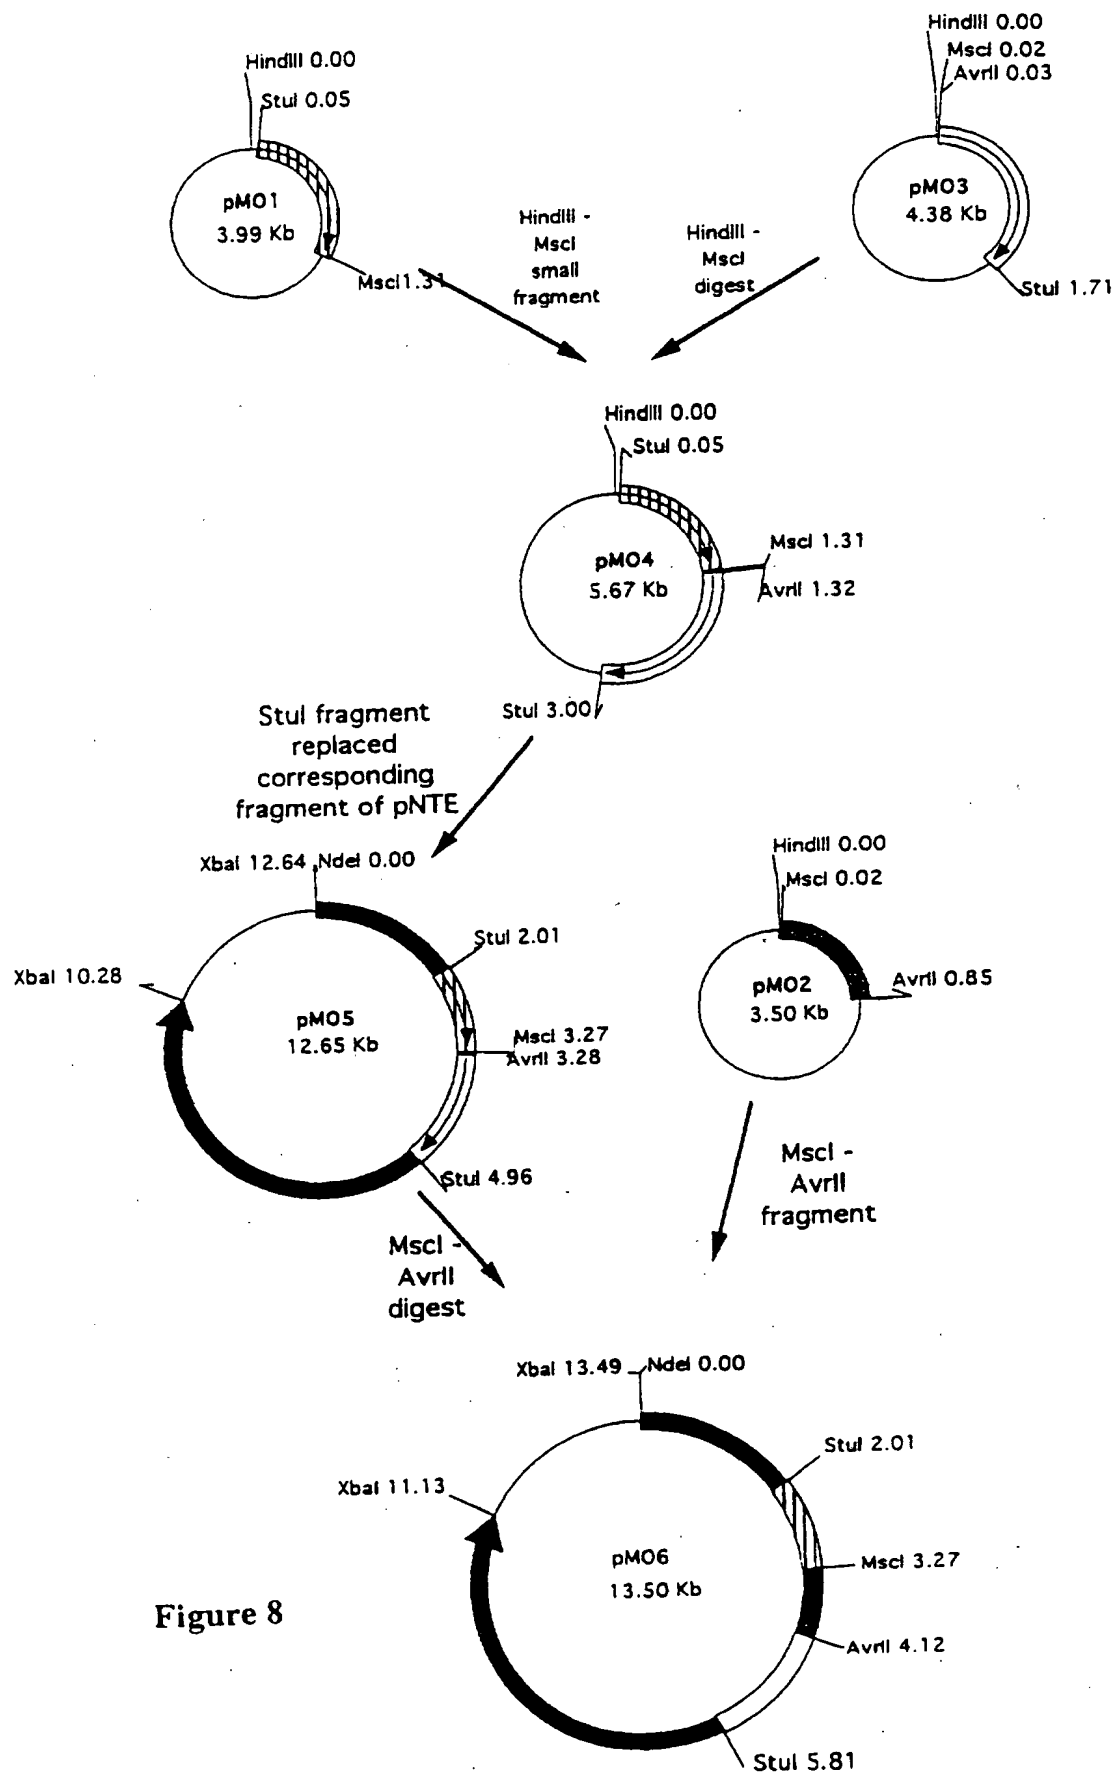 HindIII 0.00
StuI 0.05
pMO1
3.99 Kb
MscI 1.31
HindIII -
MscI
small
fragment
HindIII 0.00
MscI 0.02
AvrII 0.03
pMO3
4.38 Kb
StuI 1.71
HindIII -
MscI
digest
HindIII 0.00
StuI 0.05
pMO4
5.67 Kb
MscI 1.31
AvrII 1.32
StuI 3.00
StuI fragment
replaced
corresponding
fragment of pNTE
XbaI 12.64 NdeI 0.00
StuI 2.01
XbaI 10.28
pMO5
12.65 Kb
MscI 3.27
AvrII 3.28
StuI 4.96
HindIII 0.00
MscI 0.02
pMO2
3.50 Kb
AvrII 0.85
MscI -
AvrII
fragment
MscI -
AvrII
digest
XbaI 13.49 NdeI 0.00
StuI 2.01
XbaI 11.13
pMO6
13.50 Kb
MscI 3.27
AvrII 4.12
StuI 5.81
Figure 8